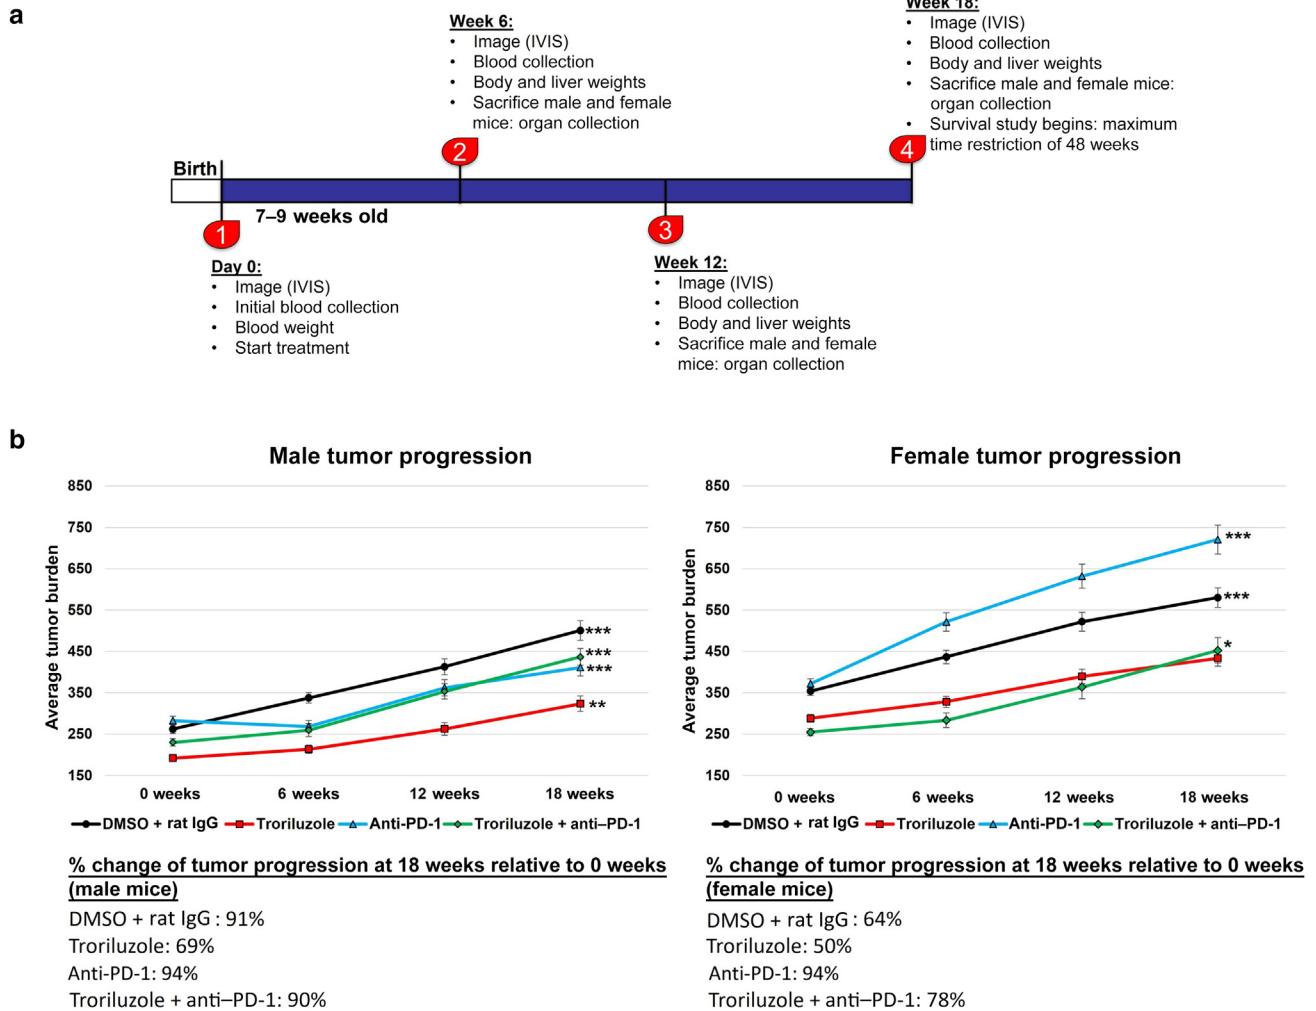 a
Week 6:
• Image (IVIS)
• Blood collection
• Body and liver weights
• Sacrifice male and female
mice: organ collection
Week 18:
• Image (IVIS)
• Blood collection
• Body and liver weights
• Sacrifice male and female mice:
organ collection
• Survival study begins: maximum
time restriction of 48 weeks
2
4
Birth
7–9 weeks old
1
3
Day 0:
• Image (IVIS)
• Initial blood collection
• Blood weight
• Start treatment
Week 12:
• Image (IVIS)
• Blood collection
• Body and liver weights
• Sacrifice male and female
mice: organ collection
b
Male tumor progression
Average tumor burden
850
750
650
550
450
350
250
150
***
***
***
**
0 weeks 6 weeks 12 weeks 18 weeks
DMSO + rat IgG Troriluzole Anti-PD-1 Troriluzole + anti–PD-1
% change of tumor progression at 18 weeks relative to 0 weeks
(male mice)
DMSO + rat IgG : 91%
Troriluzole: 69%
Anti-PD-1: 94%
Troriluzole + anti–PD-1: 90%
Female tumor progression
Average tumor burden
850
750
650
550
450
350
250
150
***
***
*
0 weeks 6 weeks 12 weeks 18 weeks
DMSO + rat IgG Troriluzole Anti-PD-1 Troriluzole + anti–PD-1
% change of tumor progression at 18 weeks relative to 0 weeks
(female mice)
DMSO + rat IgG : 64%
Troriluzole: 50%
Anti-PD-1: 94%
Troriluzole + anti–PD-1: 78%